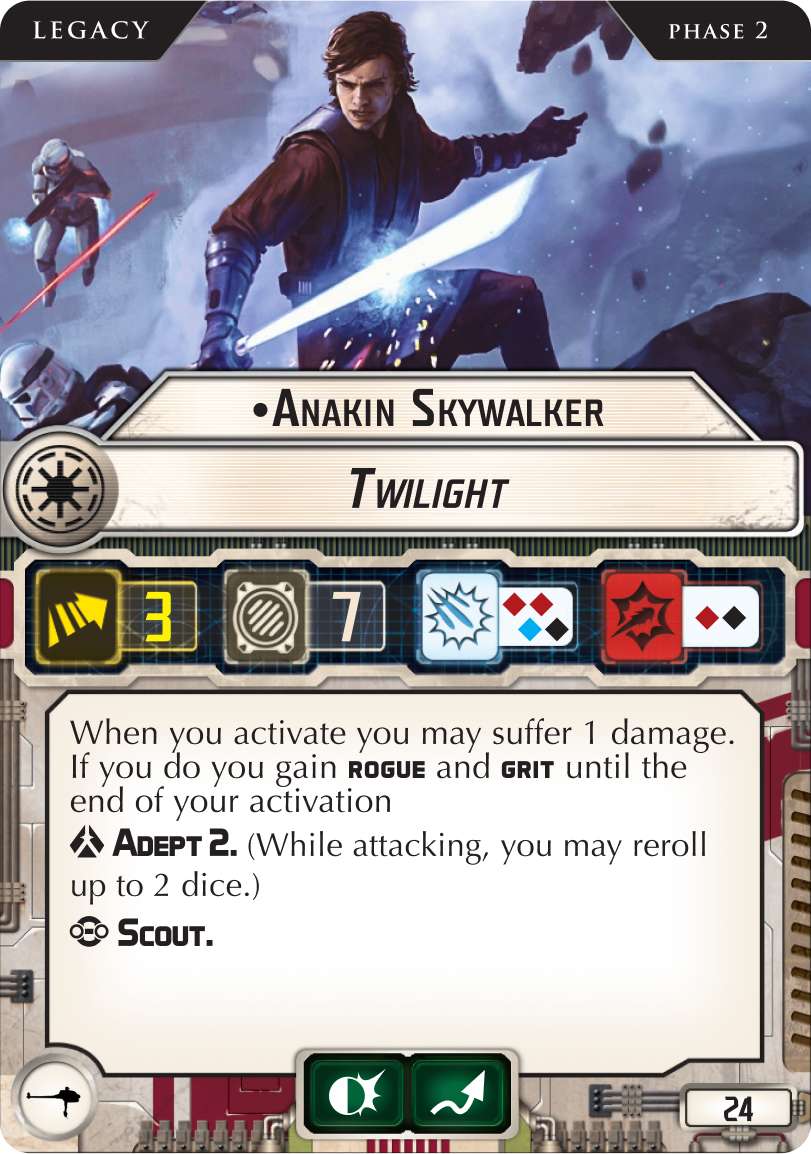 LEGACY
PHASE 2
•Anakin Skywalker
Twilight
3
7
When you activate you may suffer 1 damage.
If you do you gain ROGUE and GRIT until the
end of your activation
Adept 2. (While attacking, you may reroll
up to 2 dice.)
Scout.
24